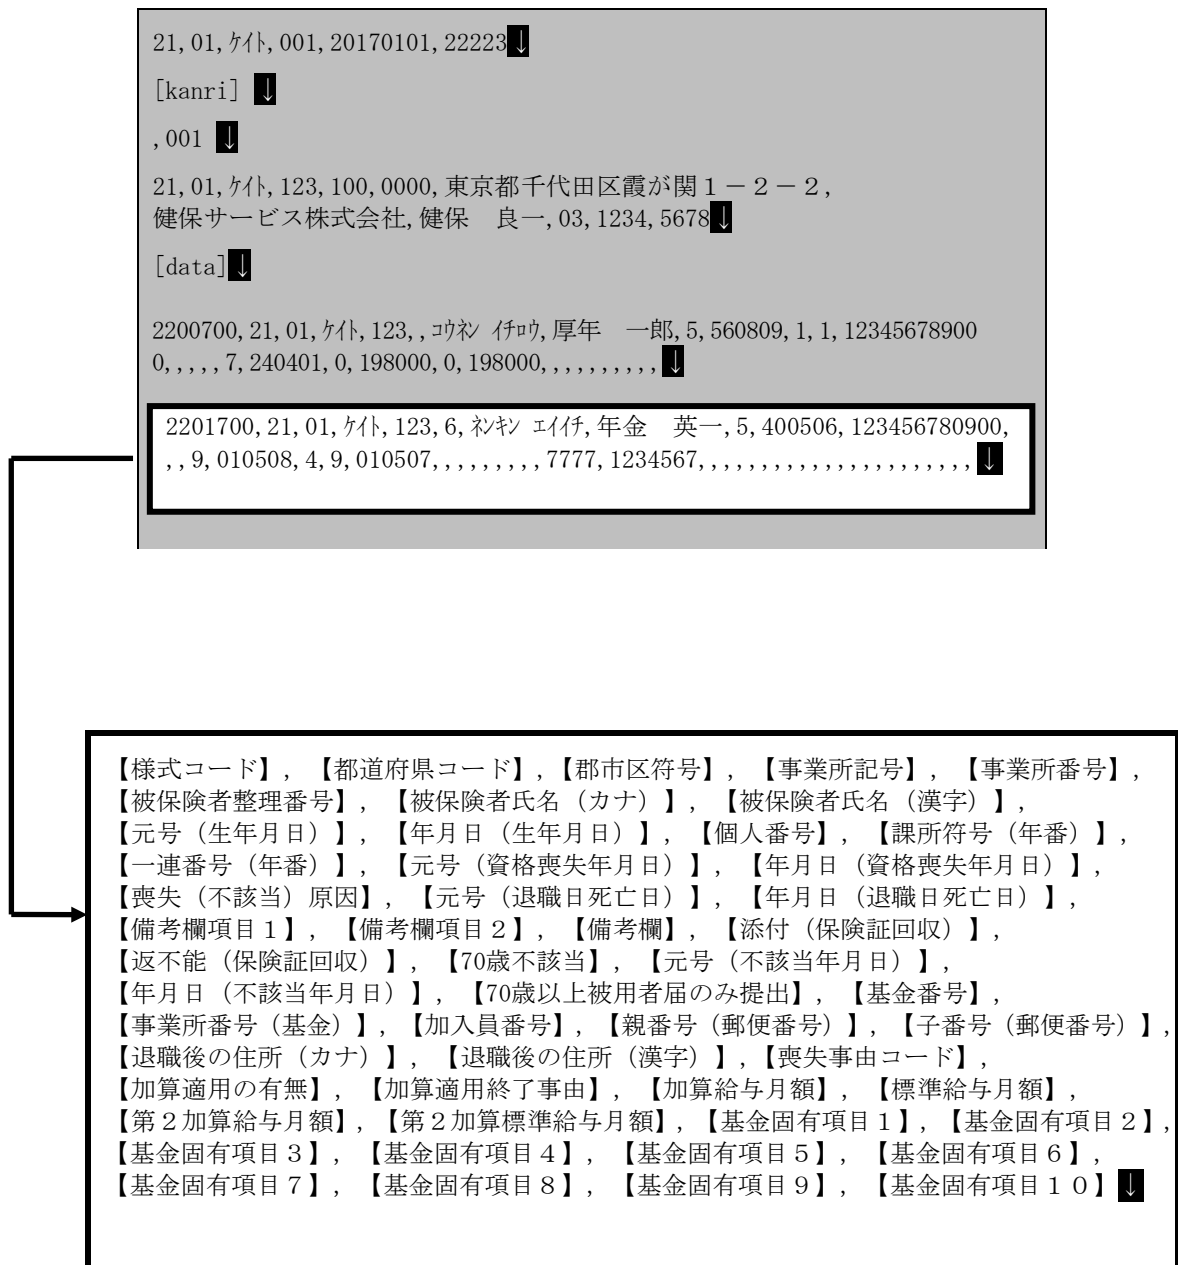 21,01,ｹｲﾄ,001,20170101,22223↓
[kanri] ↓
,001 ↓
21,01,ｹｲﾄ,123,100,0000,東京都千代田区霞が関１－２－２,
健保サービス株式会社,健保　良一,03,1234,5678↓
[data]↓
2200700,21,01,ｹｲﾄ,123,,ｺｳﾈﾝ ｲﾁﾛｳ,厚年　一郎,5,560809,1,1,12345678900
0,,,,,7,240401,0,198000,0,198000,,,,,,,,,,↓
2201700,21,01,ｹｲﾄ,123,6,ﾈﾝｷﾝ ｴｲｲﾁ,年金　英一,5,400506,123456780900,
,,9,010508,4,9,010507,,,,,,,,,7777,1234567,,,,,,,,,,,,,,,,,,,,,,↓
【様式コード】, 【都道府県コード】,【郡市区符号】, 【事業所記号】, 【事業所番号】,
【被保険者整理番号】, 【被保険者氏名（カナ）】, 【被保険者氏名（漢字）】,
【元号（生年月日）】, 【年月日（生年月日）】, 【個人番号】, 【課所符号（年番）】,
【一連番号（年番）】, 【元号（資格喪失年月日）】, 【年月日（資格喪失年月日）】,
【喪失（不該当）原因】, 【元号（退職日死亡日）】, 【年月日（退職日死亡日）】,
【備考欄項目１】, 【備考欄項目２】, 【備考欄】, 【添付（保険証回収）】,
【返不能（保険証回収）】, 【70歳不該当】, 【元号（不該当年月日）】,
【年月日（不該当年月日）】, 【70歳以上被用者届のみ提出】, 【基金番号】,
【事業所番号（基金）】,【加入員番号】,【親番号（郵便番号）】,【子番号（郵便番号）】,
【退職後の住所（カナ）】, 【退職後の住所（漢字）】,【喪失事由コード】,
【加算適用の有無】, 【加算適用終了事由】, 【加算給与月額】, 【標準給与月額】,
【第２加算給与月額】,【第２加算標準給与月額】,【基金固有項目１】,【基金固有項目２】,
【基金固有項目３】, 【基金固有項目４】, 【基金固有項目５】, 【基金固有項目６】,
【基金固有項目７】, 【基金固有項目８】, 【基金固有項目９】, 【基金固有項目１０】↓